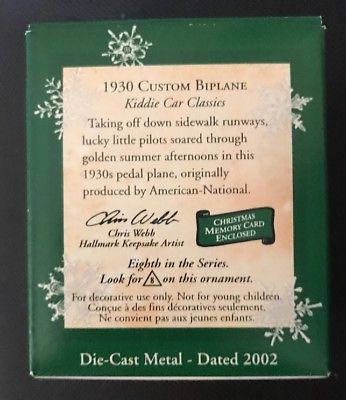 1930 Custom Biplane
Kiddie Car Classics
Taking off down sidewalk runways,
lucky little pilots soared through
golden summer afternoons in this
1930s pedal plane, originally
produced by American-National.
Chris Webb
Chris Webb
Hallmark Keepsake Artist
CHRISTMAS
MEMORY CARD
ENCLOSED
Eighth in the Series.
Look for 8 on this ornament.
For decorative use only. Not for young children.
Conçue à des fins décoratives seulement.
Ne convient pas aux jeunes enfants.
Die-Cast Metal - Dated 2002